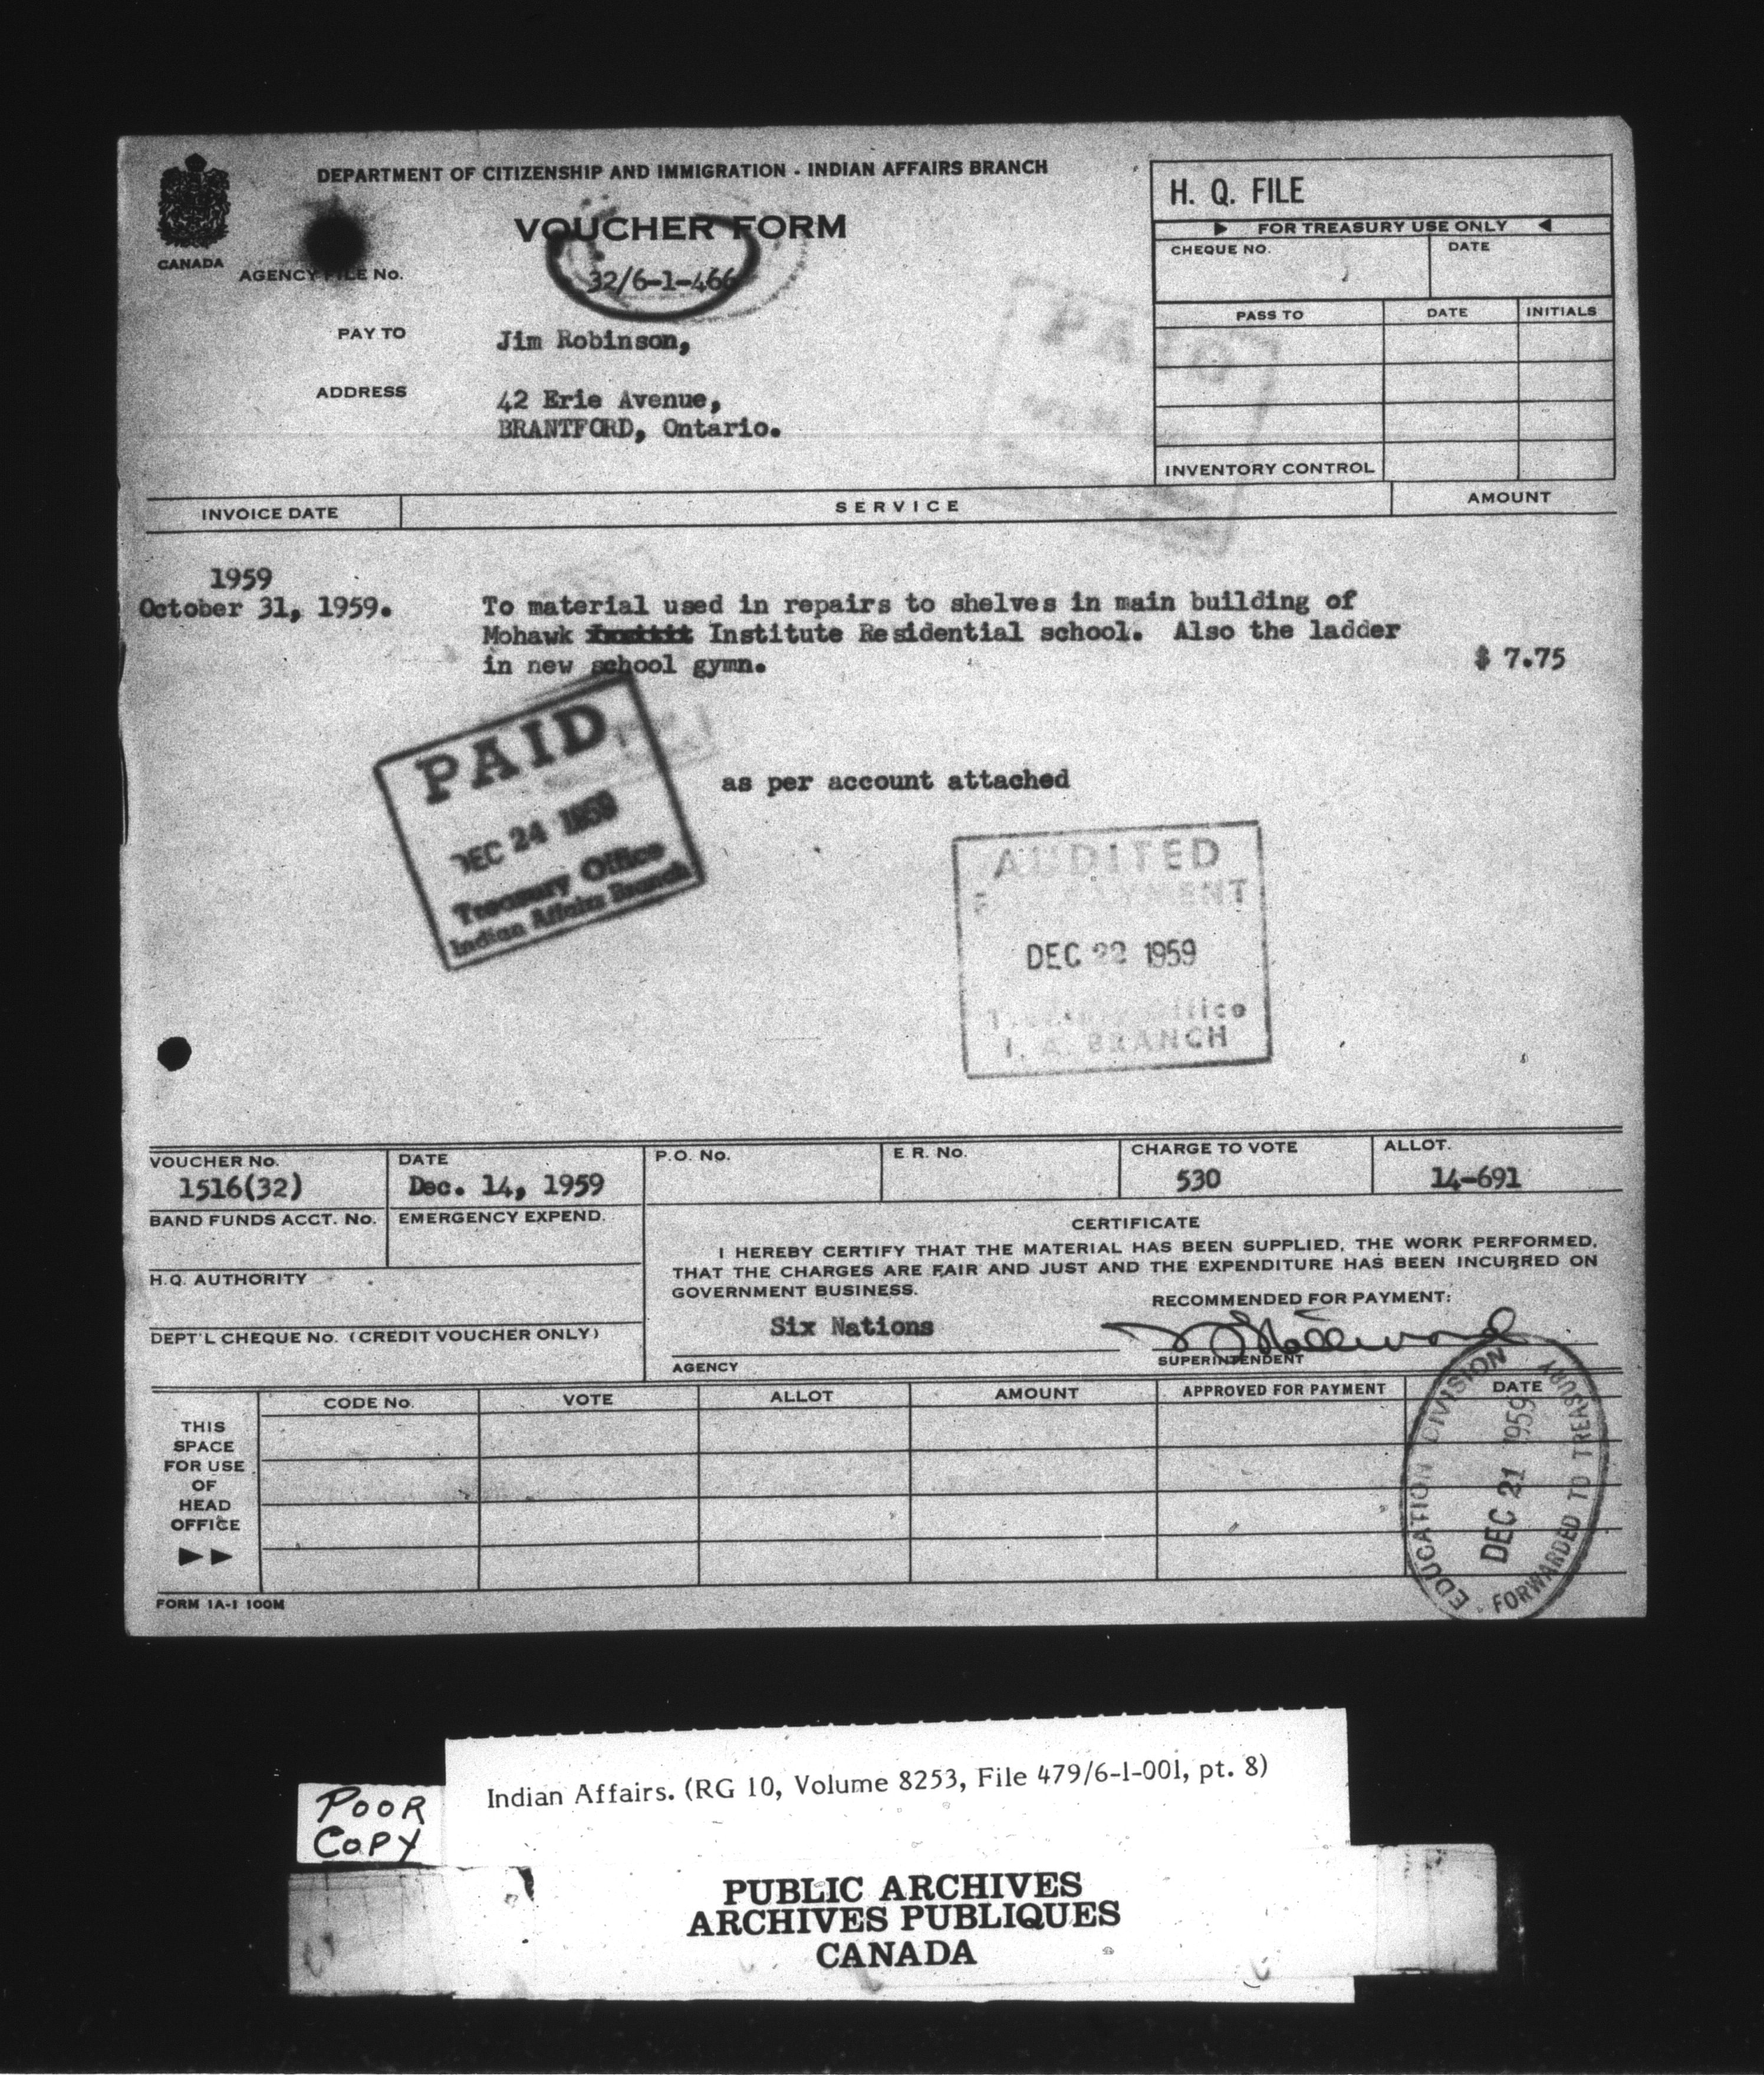 DEPARTMENT OF CITIZENSHIP AND IMMIGRATION - INDIAN AFFAIRS BRANCH
CANADA
VOUCHER FORM
AGENCY FILE No. 32/6-1-466
PAY TO Jim Robinson,
ADDRESS 42 Erie Avenue,
BRANTFORD, Ontario.
H. Q. FILE
FOR TREASURY USE ONLY
CHEQUE NO. DATE
PASS TO DATE INITIALS
INVENTORY CONTROL
INVOICE DATE SERVICE AMOUNT
1959
October 31, 1959. To material used in repairs to shelves in main building of
Mohawk Institute Residential school. Also the ladder
in new school gymn. $ 7.75
PAID
DEC 24 1959
Treasury Office
Indian Affairs Branch
as per account attached
AUDITED
PAYMENT
DEC 22 1959
Office
I. A. BRANCH
VOUCHER No. DATE P.O. No. E.R. No. CHARGE TO VOTE ALLOT.
1516(32) Dec. 14, 1959 530 14-691
BAND FUNDS ACCT. No. EMERGENCY EXPEND.
H.Q. AUTHORITY
DEPT'L CHEQUE No. (CREDIT VOUCHER ONLY)
CERTIFICATE
I HEREBY CERTIFY THAT THE MATERIAL HAS BEEN SUPPLIED, THE WORK PERFORMED,
THAT THE CHARGES ARE FAIR AND JUST AND THE EXPENDITURE HAS BEEN INCURRED ON
GOVERNMENT BUSINESS.
RECOMMENDED FOR PAYMENT:
Six Nations
AGENCY SUPERINTENDENT
THIS
SPACE
FOR USE
OF
HEAD
OFFICE
CODE No. VOTE ALLOT AMOUNT APPROVED FOR PAYMENT DATE
EDUCATION DIVISION
DEC 21 1959
FORWARDED TO TREASURY
FORM 1A-1 100M
POOR
COPY
Indian Affairs. (RG 10, Volume 8253, File 479/6-1-001, pt. 8)
PUBLIC ARCHIVES
ARCHIVES PUBLIQUES
CANADA